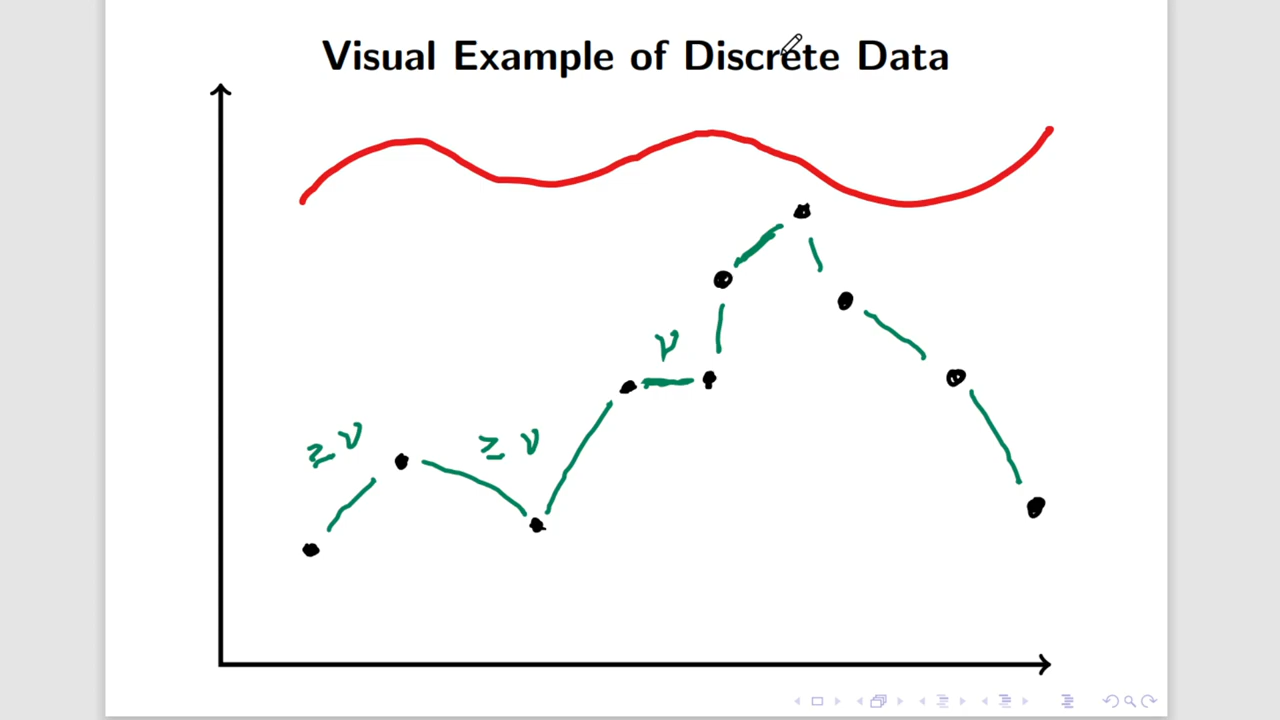 Visual Example of Discrete Data
ν
≥ ν
≥ ν